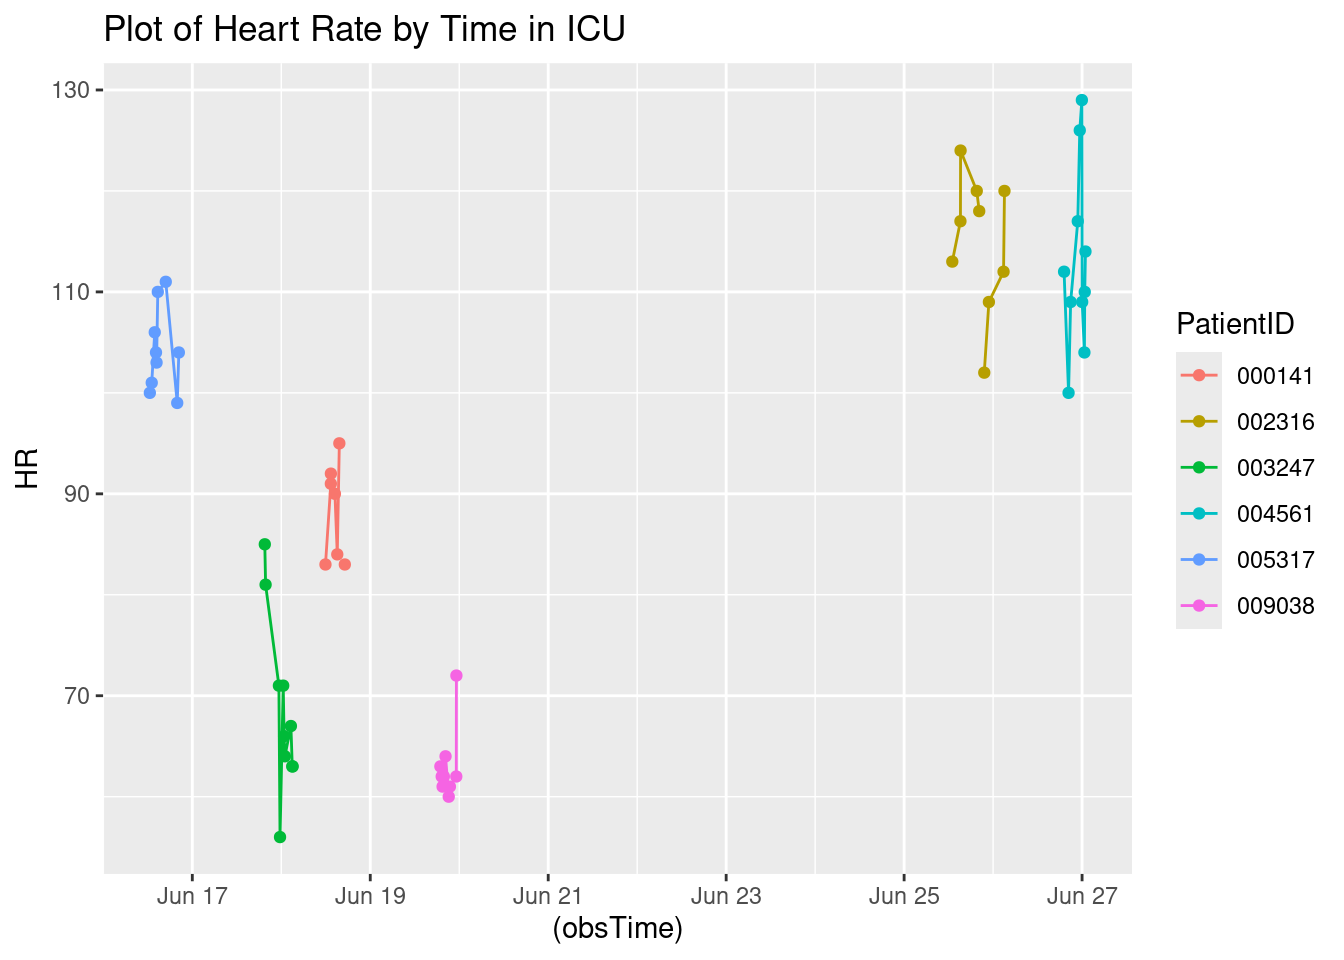 Plot of Heart Rate by Time in ICU
130
110
90
70
HR
Jun 17
Jun 19
Jun 21
Jun 23
Jun 25
Jun 27
(obsTime)
PatientID
000141
002316
003247
004561
005317
009038